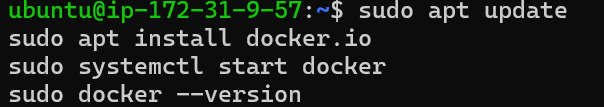 ubuntu@ip-172-31-9-57:~$ sudo apt update
sudo apt install docker.io
sudo systemctl start docker
sudo docker --version